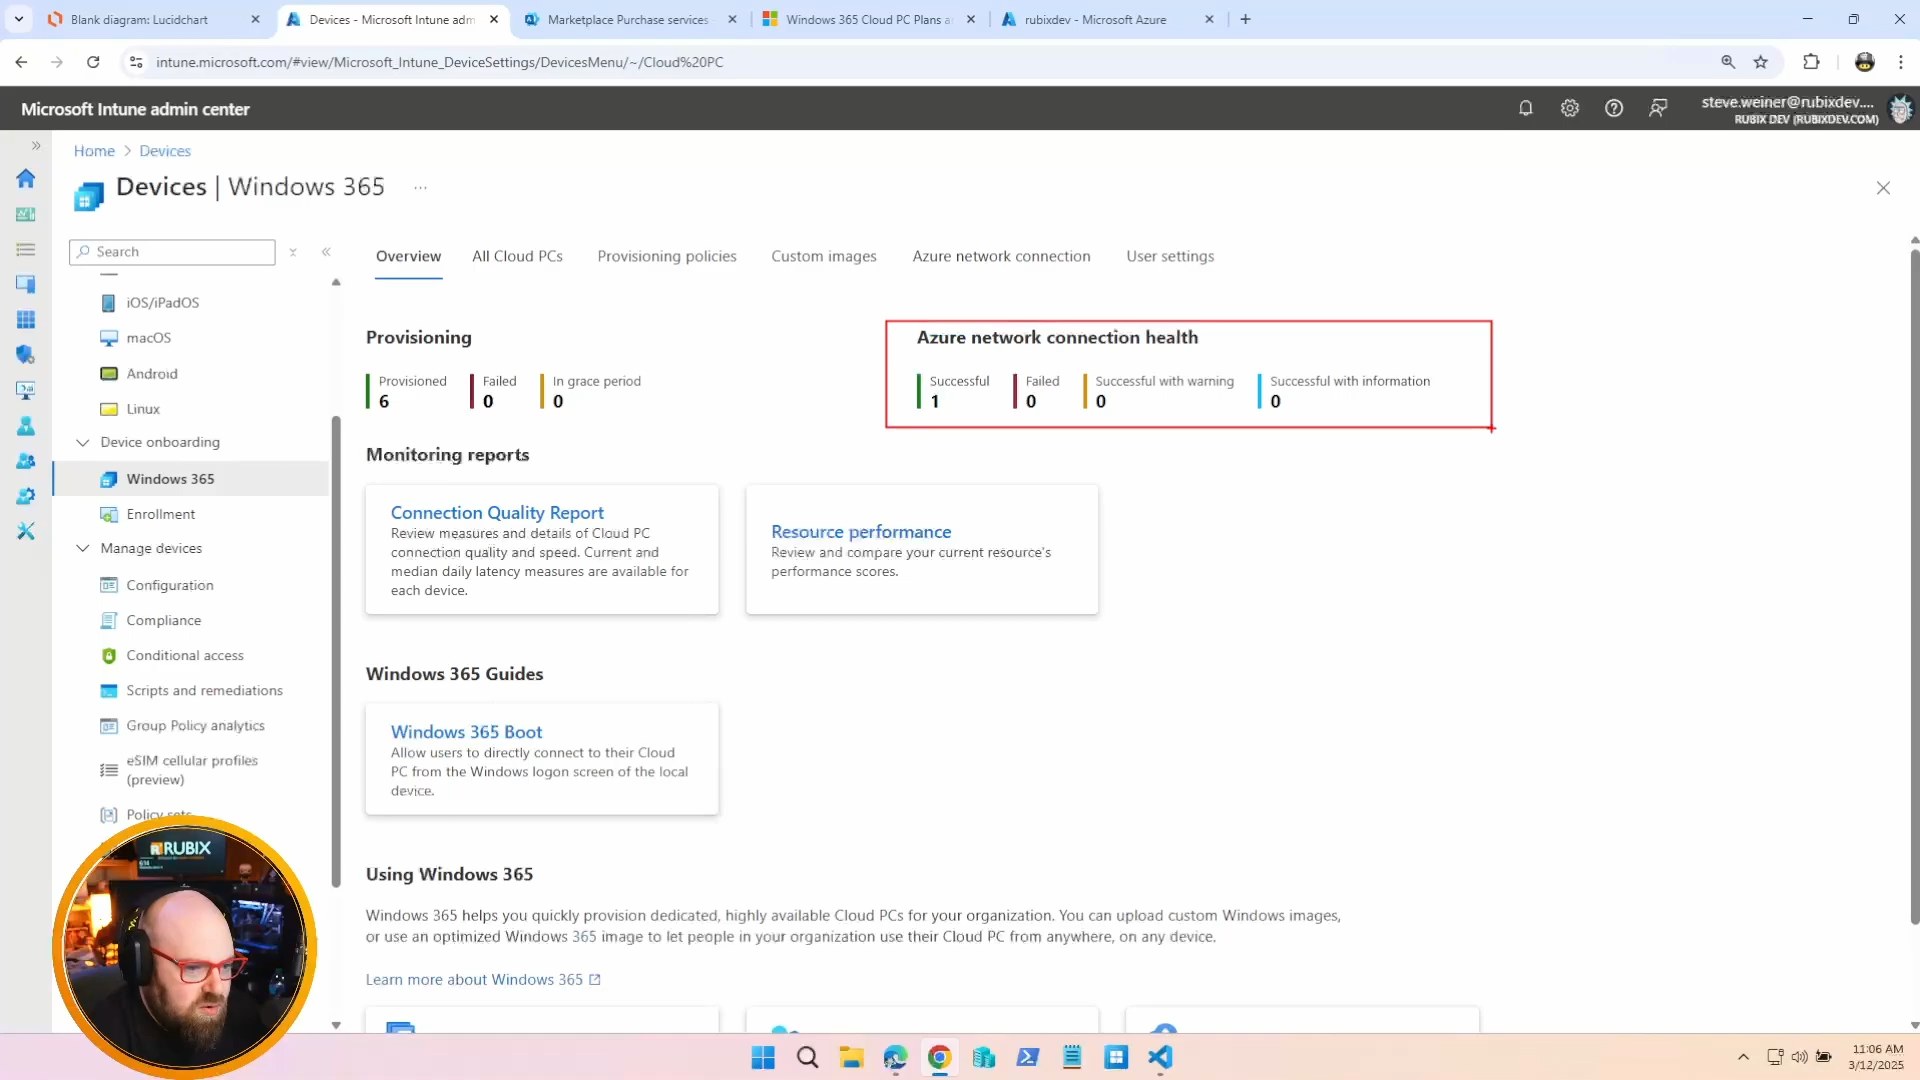 Blank diagram: Lucidchart
Devices - Microsoft Intune adm
Marketplace Purchase services
Windows 365 Cloud PC Plans a
rubixdev - Microsoft Azure
intune.microsoft.com/#view/Microsoft_Intune_DeviceSettings/DevicesMenu/~/Cloud%20PC
Microsoft Intune admin center
steve.weiner@rubixdev....
RUBIX DEV (RUBIXDEV.COM)
Home > Devices
Devices | Windows 365 ...
Search
Overview
All Cloud PCs
Provisioning policies
Custom images
Azure network connection
User settings
iOS/iPadOS
macOS
Android
Linux
Device onboarding
Windows 365
Enrollment
Manage devices
Configuration
Compliance
Conditional access
Scripts and remediations
Group Policy analytics
eSIM cellular profiles
(preview)
Policy sets
Provisioning
Provisioned
6
Failed
0
In grace period
0
Azure network connection health
Successful
1
Failed
0
Successful with warning
0
Successful with information
0
Monitoring reports
Connection Quality Report
Review measures and details of Cloud PC
connection quality and speed. Current and
median daily latency measures are available for
each device.
Resource performance
Review and compare your current resource's
performance scores.
Windows 365 Guides
Windows 365 Boot
Allow users to directly connect to their Cloud
PC from the Windows logon screen of the local
device.
Using Windows 365
Windows 365 helps you quickly provision dedicated, highly available Cloud PCs for your organization. You can upload custom Windows images,
or use an optimized Windows 365 image to let people in your organization use their Cloud PC from anywhere, on any device.
Learn more about Windows 365
RUBIX
11:06 AM
3/12/2025